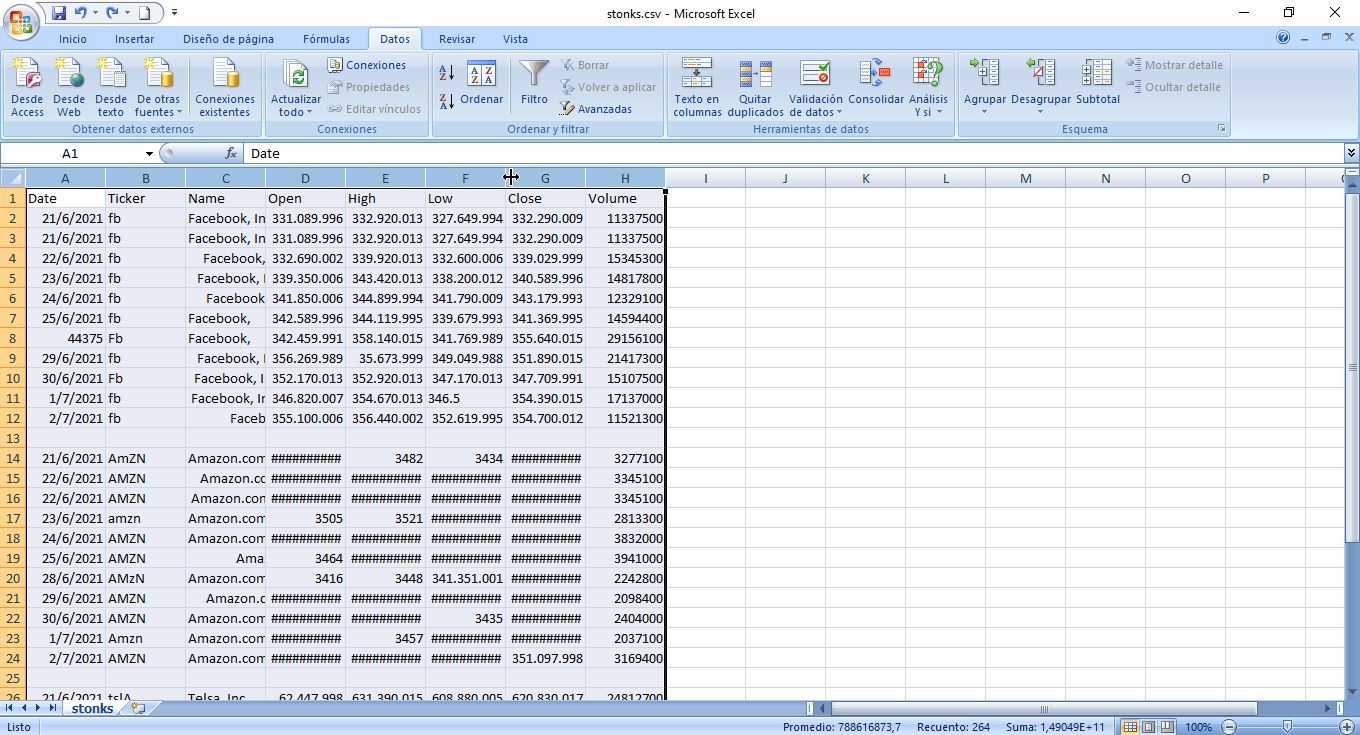 stonks.csv - Microsoft Excel
Inicio Insertar Diseño de página Fórmulas Datos Revisar Vista
Desde Access Desde Web Desde texto De otras fuentes Conexiones existentes
Obtener datos externos
Actualizar todo Conexiones Propiedades Editar vínculos
Conexiones
Ordenar Filtro Borrar Volver a aplicar Avanzadas
Ordenar y filtrar
Texto en columnas Quitar duplicados Validación de datos Consolidar Análisis Y si
Herramientas de datos
Agrupar Desagrupar Subtotal Mostrar detalle Ocultar detalle
Esquema
A1 fx Date
A B C D E F G H I J K L M N O P
1 Date Ticker Name Open High Low Close Volume
2 21/6/2021 fb Facebook, In 331.089.996 332.920.013 327.649.994 332.290.009 11337500
3 21/6/2021 fb Facebook, In 331.089.996 332.920.013 327.649.994 332.290.009 11337500
4 22/6/2021 fb Facebook, 332.690.002 339.920.013 332.600.006 339.029.999 15345300
5 23/6/2021 fb Facebook, 339.350.006 343.420.013 338.200.012 340.589.996 14817800
6 24/6/2021 fb Facebook 341.850.006 344.899.994 341.790.009 343.179.993 12329100
7 25/6/2021 fb Facebook, 342.589.996 344.119.995 339.679.993 341.369.995 14594400
8 44375 Fb Facebook, 342.459.991 358.140.015 341.769.989 355.640.015 29156100
9 29/6/2021 fb Facebook, 356.269.989 35.673.999 349.049.988 351.890.015 21417300
10 30/6/2021 Fb Facebook, I 352.170.013 352.920.013 347.170.013 347.709.991 15107500
11 1/7/2021 fb Facebook, In 346.820.007 354.670.013 346.5 354.390.015 17137000
12 2/7/2021 fb Faceb 355.100.006 356.440.002 352.619.995 354.700.012 11521300
13
14 21/6/2021 AmZN Amazon.com ########## 3482 3434 ########## 3277100
15 22/6/2021 AMZN Amazon.co ########## ########## ########## ########## 3345100
16 22/6/2021 AMZN Amazon.con ########## ########## ########## ########## 3345100
17 23/6/2021 amzn Amazon.com 3505 3521 ########## ########## 2813300
18 24/6/2021 AMZN Amazon.com ########## ########## ########## ########## 3832000
19 25/6/2021 AMZN Ama 3464 ########## ########## ########## 3941000
20 28/6/2021 AMzN Amazon.com 3416 3448 341.351.001 ########## 2242800
21 29/6/2021 AMZN Amazon.c ########## ########## ########## ########## 2098400
22 30/6/2021 AMZN Amazon.com ########## ########## 3435 ########## 2404000
23 1/7/2021 Amzn Amazon.com ########## 3457 ########## ########## 2037100
24 2/7/2021 AMZN Amazon.com ########## ########## ########## 351.097.998 3169400
25
26 21/6/2021 tslA Telsa, Inc 62.447.998 631.390.015 608.880.005 620.830.017 24812700
stonks
Listo Promedio: 788616873,7 Recuento: 264 Suma: 1,49049E+11 100%